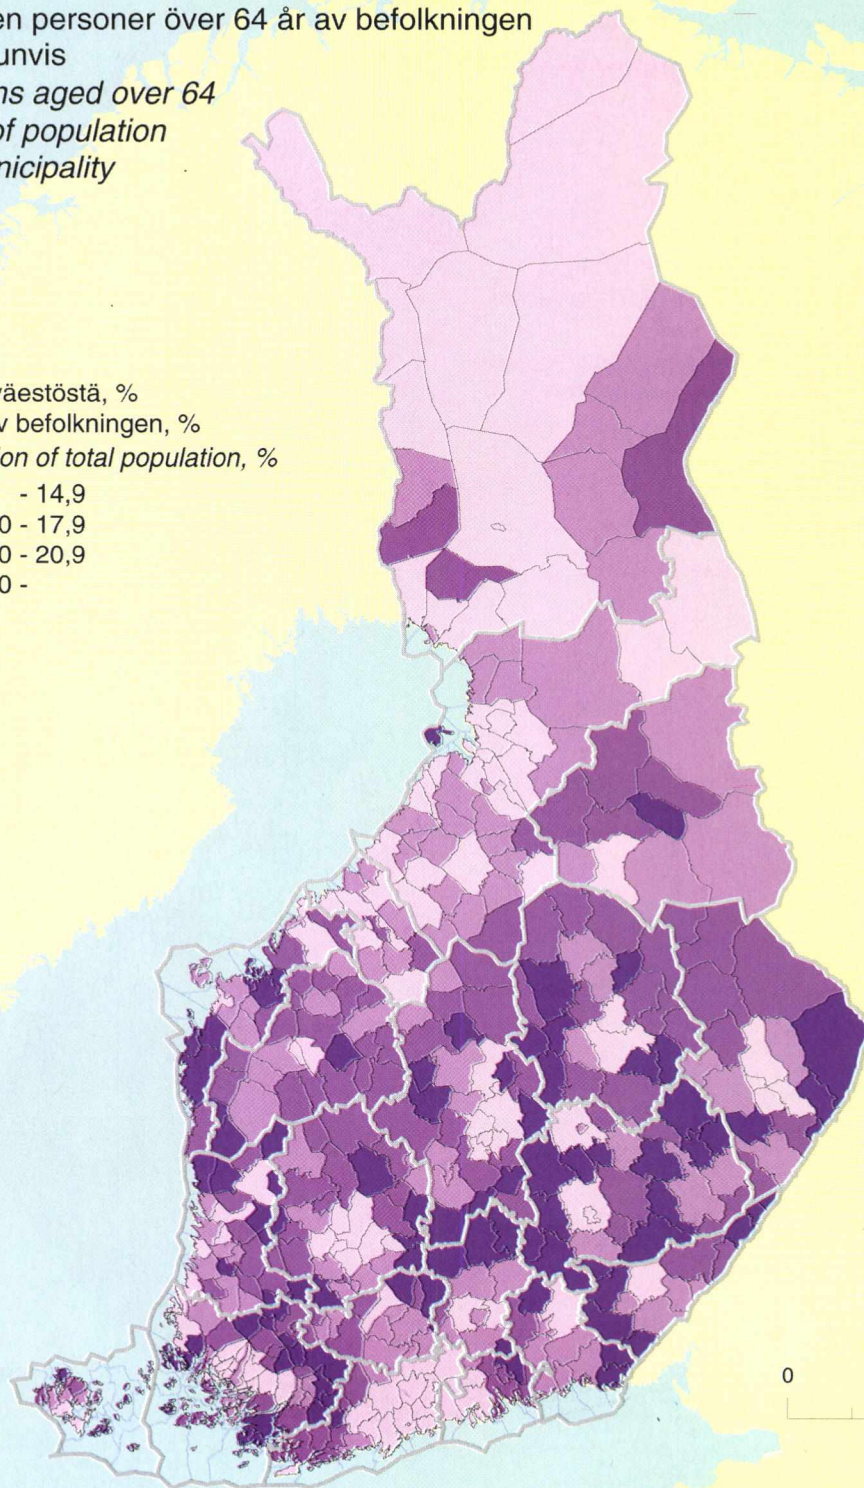 en personer över 64 år av befolkningen
unvis
ns aged over 64
of population
nicipality
väestöstä, %
v befolkningen, %
ion of total population, %
- 14,9
0 - 17,9
0 - 20,9
0 -
0